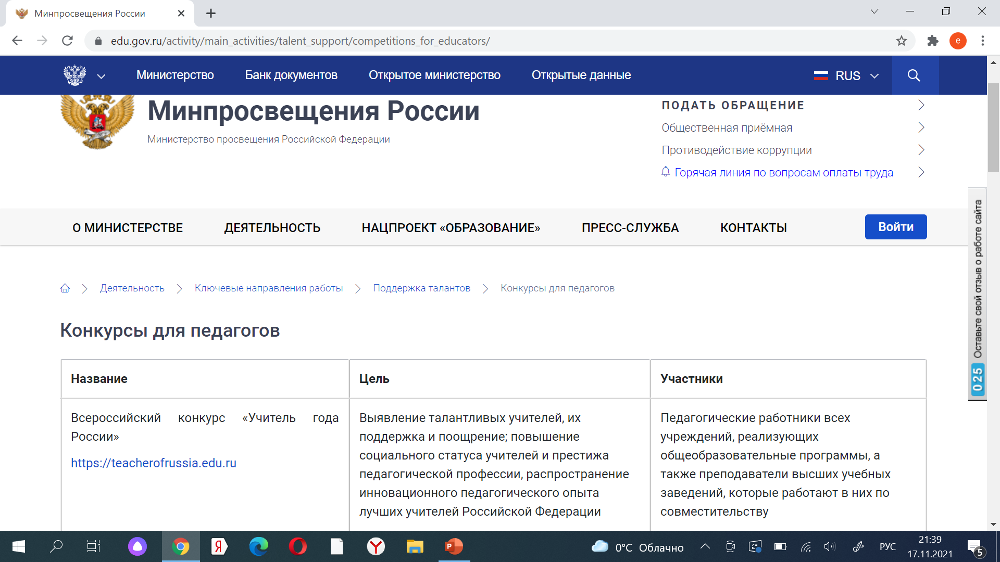 Минпросвещения России
edu.gov.ru/activity/main_activities/talent_support/competitions_for_educators/
e
Министерство
Банк документов
Открытое министерство
Открытые данные
RUS
Минпросвещения России
Министерство просвещения Российской Федерации
ПОДАТЬ ОБРАЩЕНИЕ
Общественная приёмная
Противодействие коррупции
Горячая линия по вопросам оплаты труда
О МИНИСТЕРСТВЕ
ДЕЯТЕЛЬНОСТЬ
НАЦПРОЕКТ «ОБРАЗОВАНИЕ»
ПРЕСС-СЛУЖБА
КОНТАКТЫ
Войти
Оставьте свой отзыв о работе сайта
025
Деятельность
Ключевые направления работы
Поддержка талантов
Конкурсы для педагогов
Конкурсы для педагогов
Название
Цель
Участники
Всероссийский конкурс «Учитель года
России»
https://teacherofrussia.edu.ru
Выявление талантливых учителей, их
поддержка и поощрение; повышение
социального статуса учителей и престижа
педагогической профессии, распространение
инновационного педагогического опыта
лучших учителей Российской Федерации
Педагогические работники всех
учреждений, реализующих
общеобразовательные программы, а
также преподаватели высших учебных
заведений, которые работают в них по
совместительству
Я
Y
P
0°C Облачно
РУС
21:39
17.11.2021
5